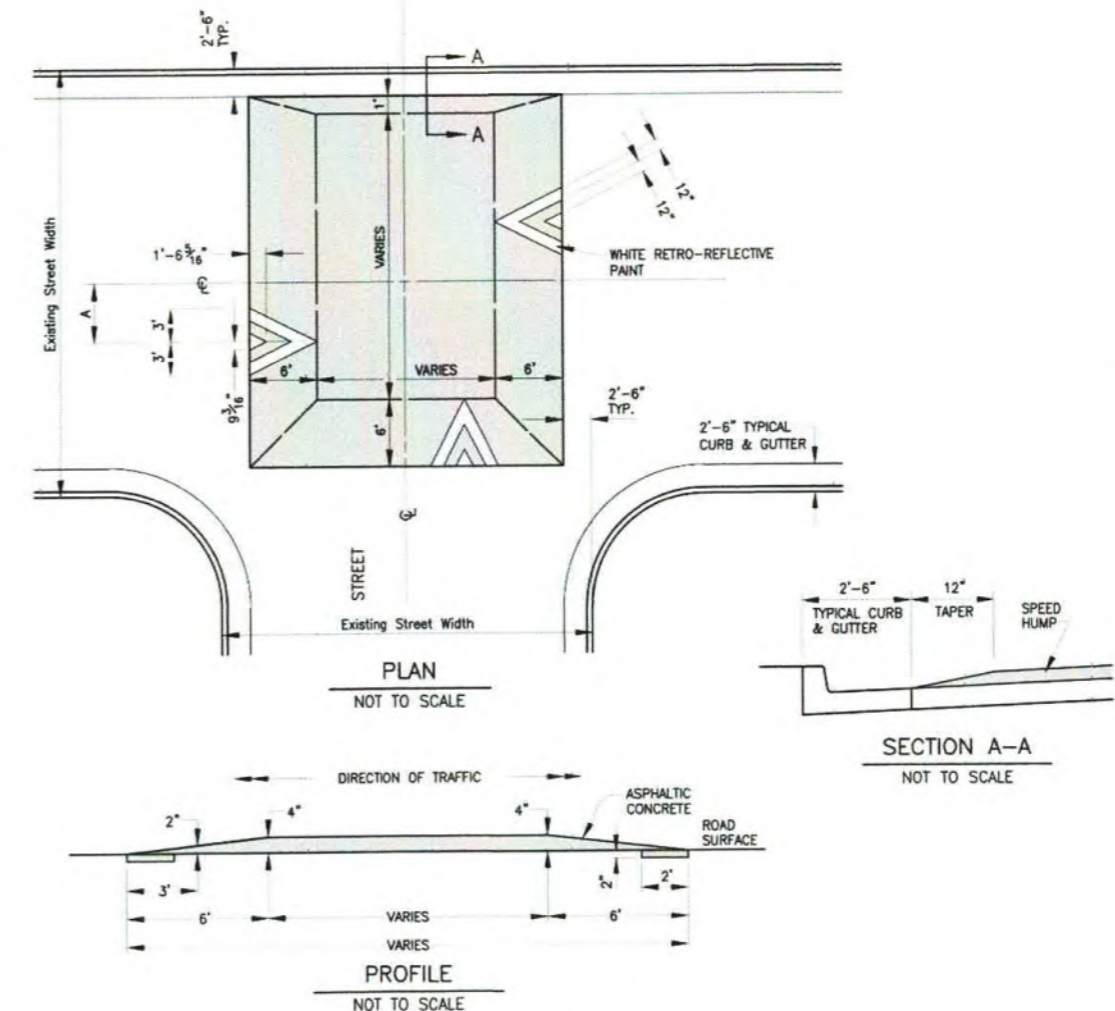 2'-6"
TYP.
A
1'
A
12"
12"
Existing Street Width
1'-6 5/16"
VARIES
WHITE RETRO-REFLECTIVE
PAINT
℄
A
3'
3'
6'
VARIES
6'
9 3/16"
2'-6"
TYP.
6'
2'-6" TYPICAL
CURB & GUTTER
℄
STREET
Existing Street Width
PLAN
NOT TO SCALE
2'-6"
12"
TYPICAL CURB
& GUTTER
TAPER
SPEED
HUMP
SECTION A-A
NOT TO SCALE
DIRECTION OF TRAFFIC
ASPHALTIC
CONCRETE
2"
4"
4"
ROAD
SURFACE
3'
2"
2'
6'
VARIES
6'
VARIES
PROFILE
NOT TO SCALE